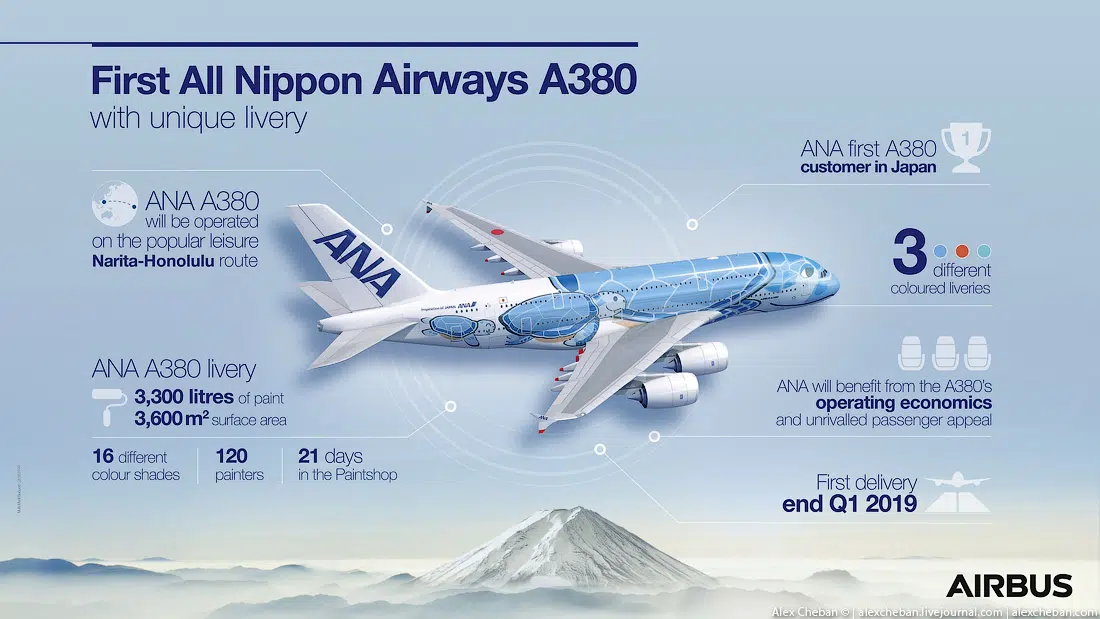 First All Nippon Airways A380
with unique livery
ANA A380
will be operated
on the popular leisure
Narita-Honolulu route
ANA A380 livery
3,300 litres of paint
3,600 m² surface area
16 different
colour shades
120
painters
21 days
in the Paintshop
ANA
ANA
1
ANA first A380
customer in Japan
3
different
coloured liveries
ANA will benefit from the A380's
operating economics
and unrivalled passenger appeal
First delivery
end Q1 2019
AIRBUS
Alex Cheban © | alexcheban.livejournal.com | alexcheban.com